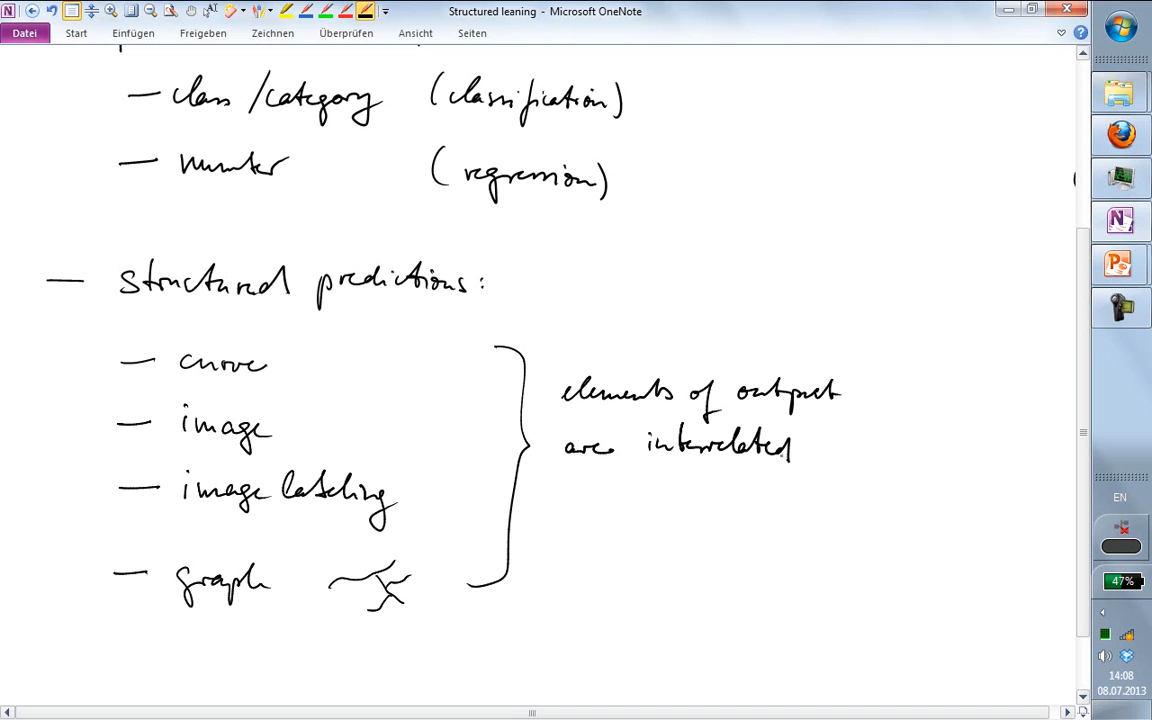 Structured leaning - Microsoft OneNote
Datei Start Einfügen Freigeben Zeichnen Überprüfen Ansicht Seiten
— class/category (classification)
— number (regression)
— structured predictions:
— curve
— image
— image labeling
— graph
elements of output
are interrelated
EN
47%
14:08
08.07.2013